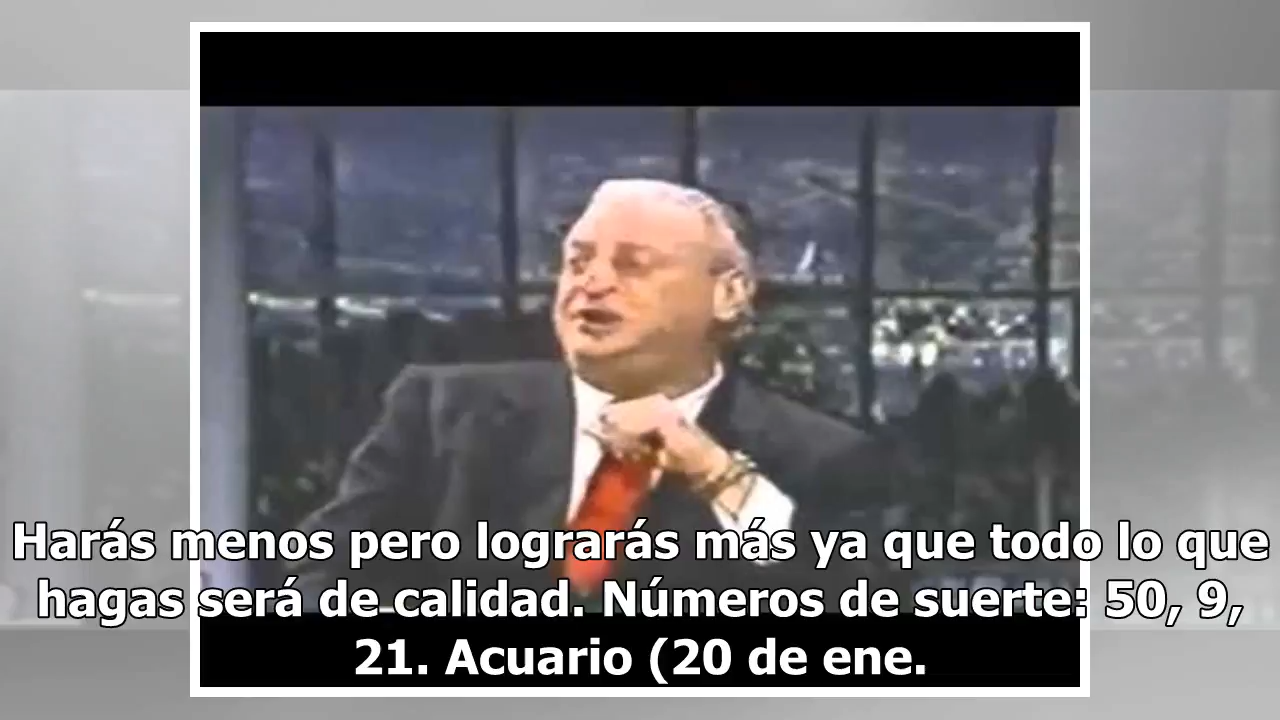 Harás menos pero lograrás más ya que todo lo que
hagas será de calidad. Números de suerte: 50, 9,
21. Acuario (20 de ene.